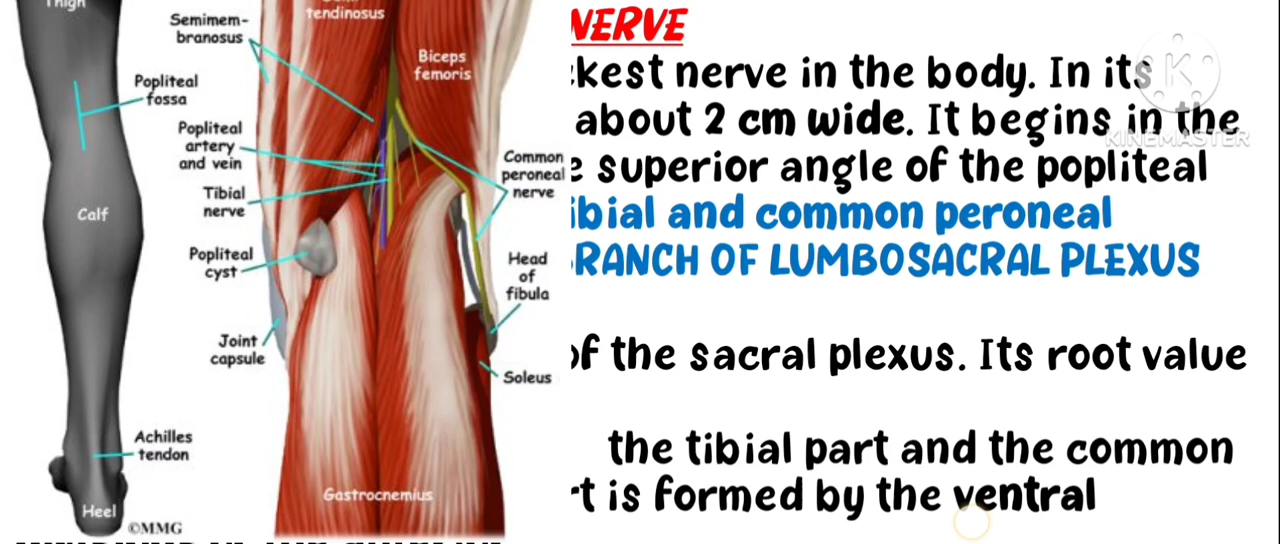 Thigh
Semimem-
branosus
tendinosus
Biceps
femoris
Popliteal
fossa
Popliteal
artery
and vein
Tibial
nerve
Common
peroneal
nerve
Calf
Popliteal
cyst
Head
of
fibula
Joint
capsule
Soleus
Achilles
tendon
Gastrocnemius
Heel
©MMG
NERVE
nerve in the body. In its
about 2 cm wide. It begins in the
superior angle of the popliteal
and common peroneal
OF LUMBOSACRAL PLEXUS
of the sacral plexus. Its root value
the tibial part and the common
is formed by the ventral
K
KINEMASTER